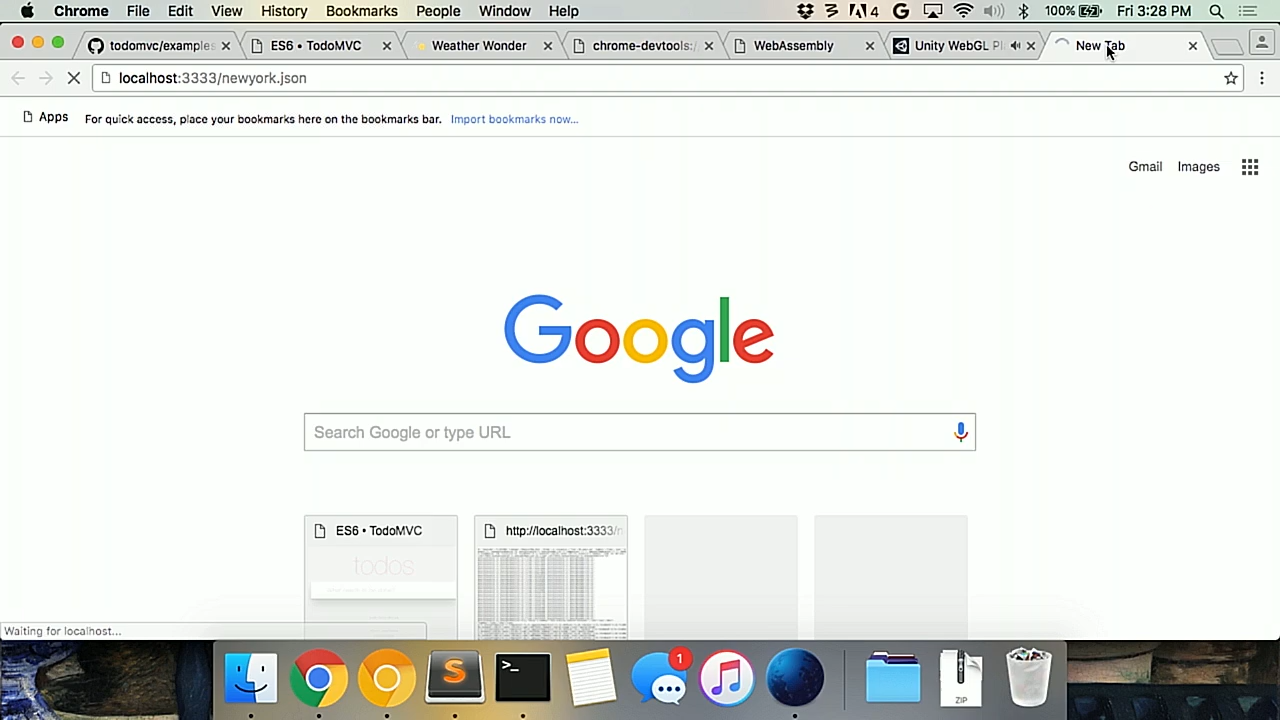 Chrome File Edit View History Bookmarks People Window Help 4 100% Fri 3:28 PM
todomvc/examples ES6 • TodoMVC Weather Wonder chrome-devtools:/ WebAssembly Unity WebGL Pl New Tab
localhost:3333/newyork.json
Apps For quick access, place your bookmarks here on the bookmarks bar. Import bookmarks now...
Gmail Images
Google
Search Google or type URL
ES6 • TodoMVC http://localhost:3333/n
todos
Waiting for localhost...
S >_ 1 ZIP